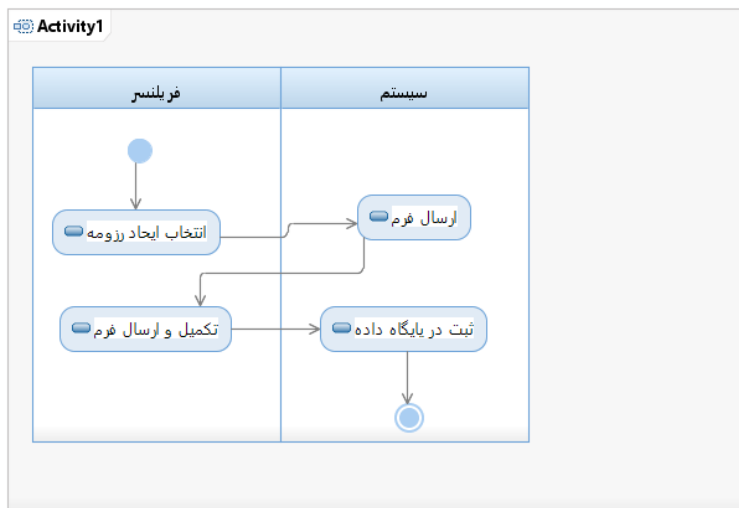 Activity1
فریلنسر
سیستم
انتخاب ایجاد رزومه
ارسال فرم
تکمیل و ارسال فرم
ثبت در پایگاه داده